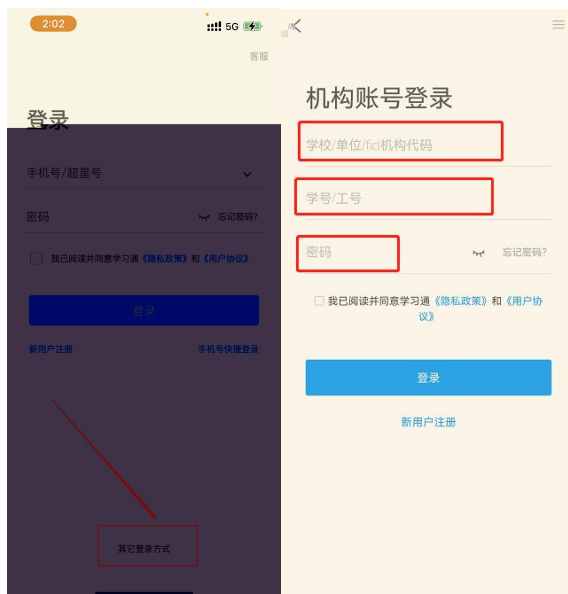 2:02
5G
客服
登录
手机号/超星号
密码
忘记密码?
我已阅读并同意学习通《隐私政策》和《用户协议》
登录
新用户注册
手机号快捷登录
其它登录方式
机构账号登录
学校/单位/fid机构代码
学号/工号
密码
忘记密码?
我已阅读并同意学习通《隐私政策》和《用户协
议》
登录
新用户注册